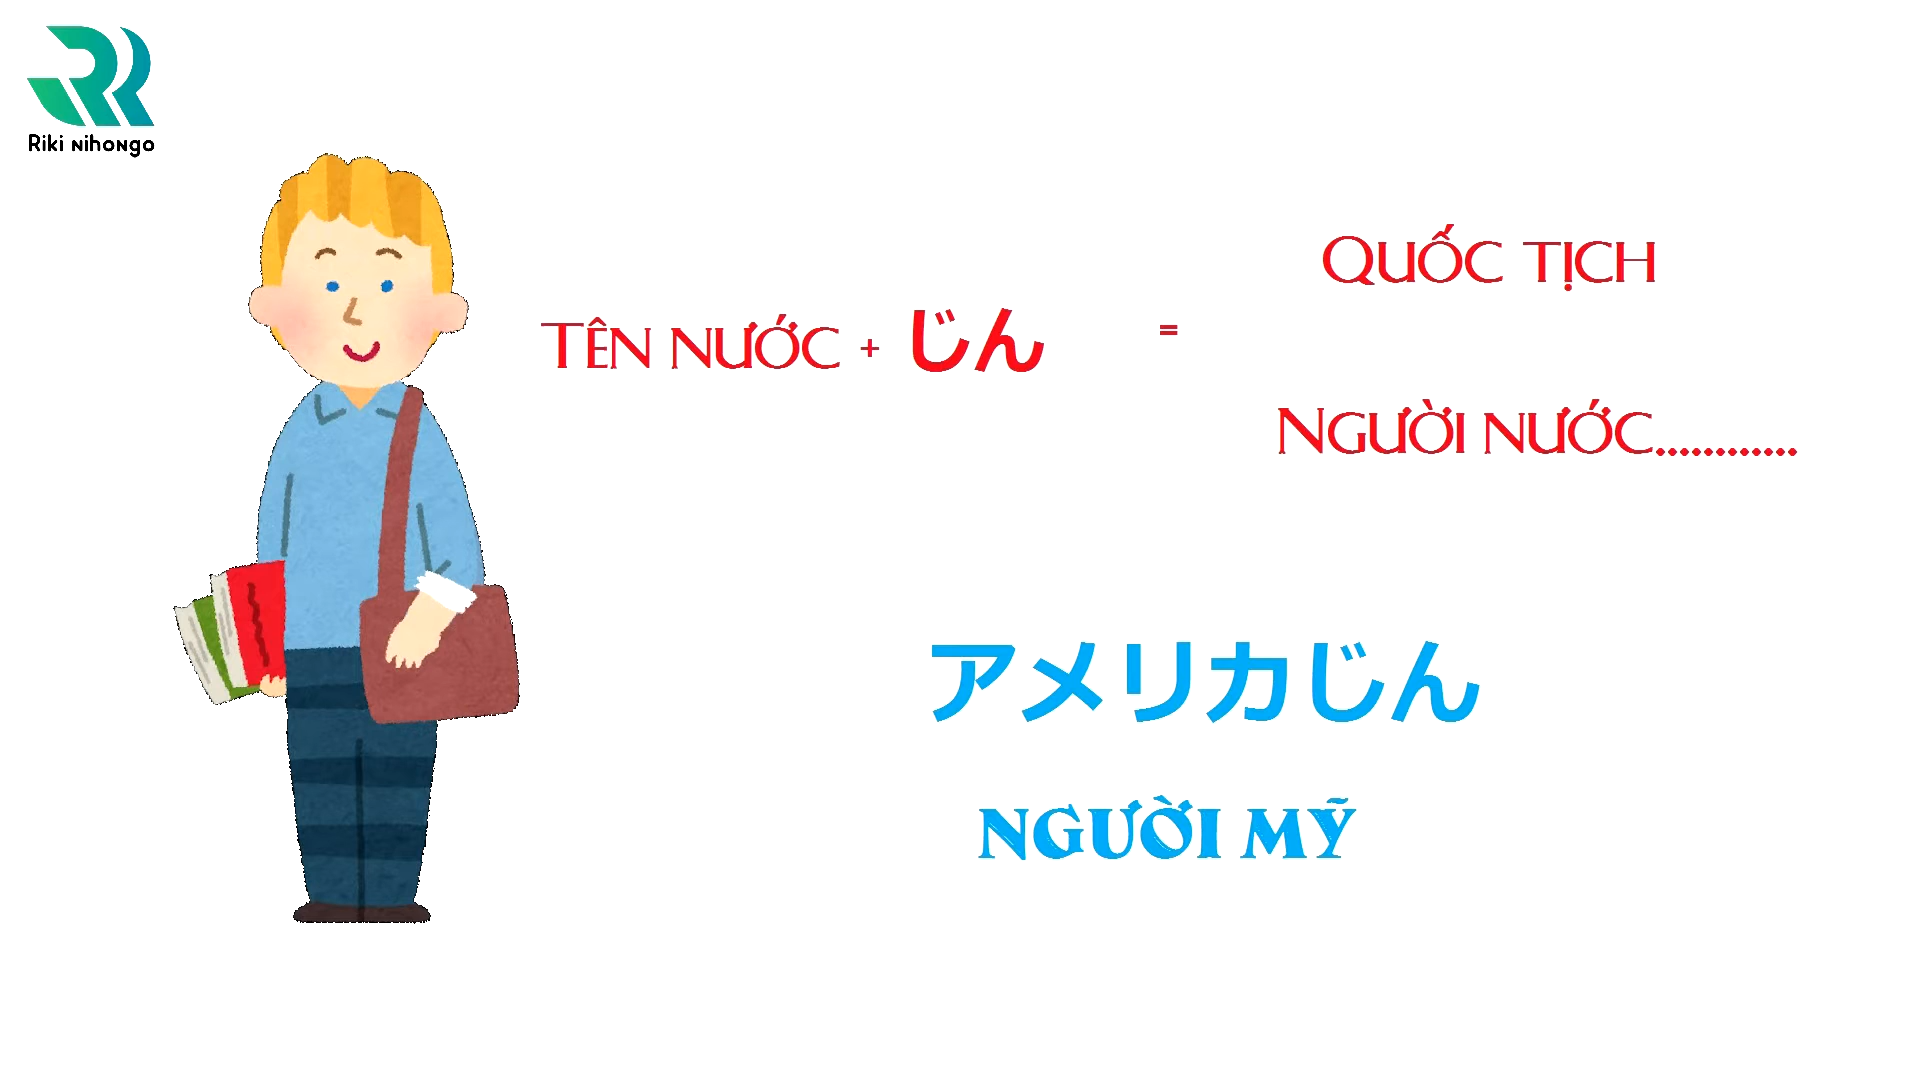 Riki nihongo
TÊN NƯỚC + じん =
QUỐC TỊCH
NGƯỜI NƯỚC............
アメリカじん
NGƯỜI MỸ